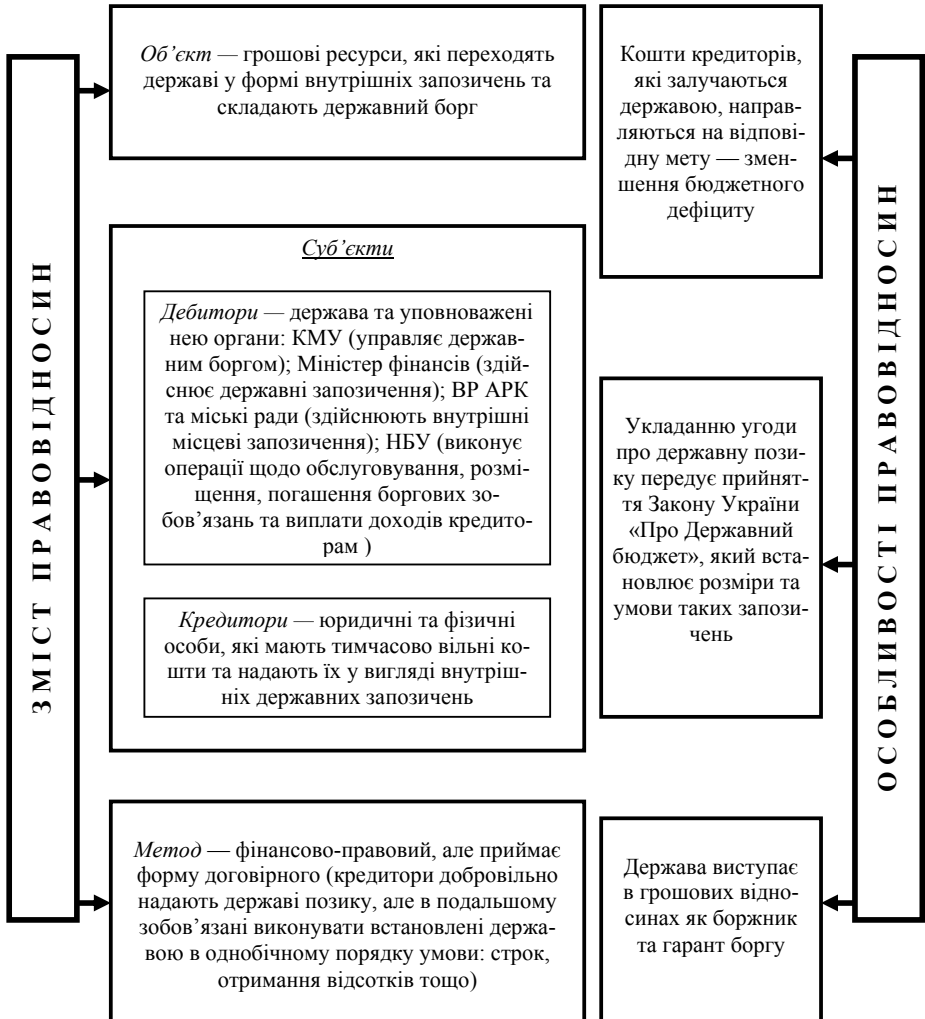 ЗМІСТ ПРАВОВІДНОСИН
Об’єкт — грошові ресурси, які переходять
державі у формі внутрішніх запозичень та
складають державний борг
Суб’єкти
Дебитори — держава та уповноважені
нею органи: КМУ (управляє держав-
ним боргом); Міністер фінансів (здій-
снює державні запозичення); ВР АРК
та міські ради (здійснюють внутрішні
місцеві запозичення); НБУ (виконує
операції щодо обслуговування, розмі-
щення, погашення боргових зо-
бов’язань та виплати доходів кредито-
рам )
Кредитори — юридичні та фізичні
особи, які мають тимчасово вільні ко-
шти та надають їх у вигляді внутріш-
ніх державних запозичень
Метод — фінансово-правовий, але приймає
форму договірного (кредитори добровільно
надають державі позику, але в подальшому
зобов’язані виконувати встановлені держа-
вою в однобічному порядку умови: строк,
отримання відсотків тощо)
Кошти кредиторів,
які залучаються
державою, направ-
ляються на відпові-
дну мету — змен-
шення бюджетного
дефіциту
Укладанню угоди
про державну пози-
ку передує прийнят-
тя Закону України
«Про Державний
бюджет», який вста-
новлює розміри та
умови таких запози-
чень
Держава виступає
в грошових відно-
синах як боржник
та гарант боргу
ОСОБЛИВОСТІ ПРАВОВІДНОСИН